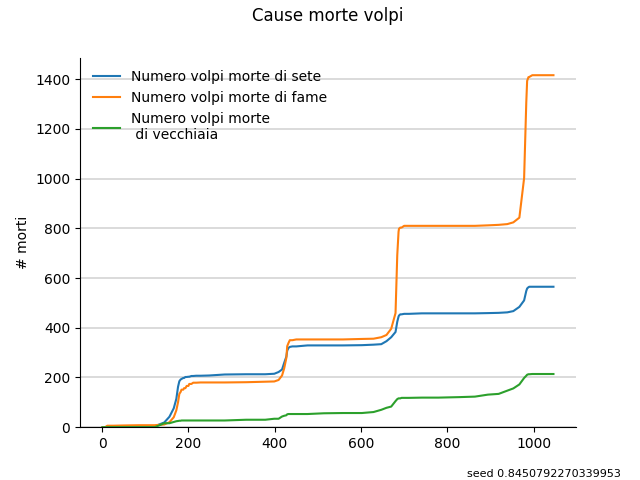 Cause morte volpi
Numero volpi morte di sete
Numero volpi morte di fame
Numero volpi morte
di vecchiaia
# morti
1400
1200
1000
800
600
400
200
0
0 200 400 600 800 1000
seed 0.8450792270339953